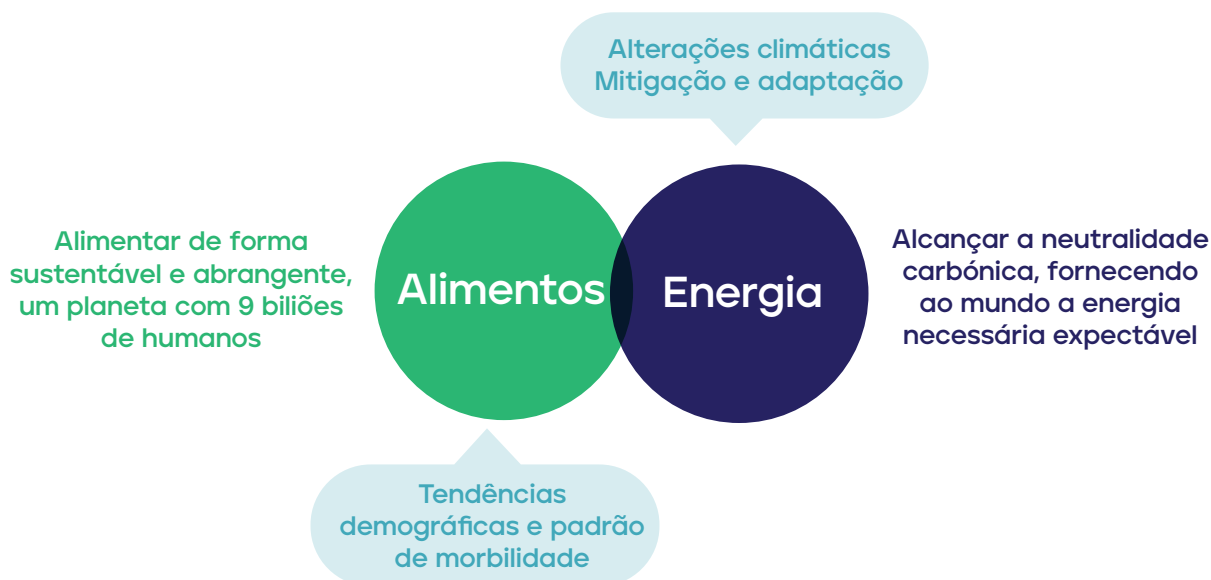 Alterações climáticas
Mitigação e adaptação
Alimentar de forma
sustentável e abrangente,
um planeta com 9 biliões
de humanos
Alimentos
Energia
Alcançar a neutralidade
carbónica, fornecendo
ao mundo a energia
necessária expectável
Tendências
demográficas e padrão
de morbilidade